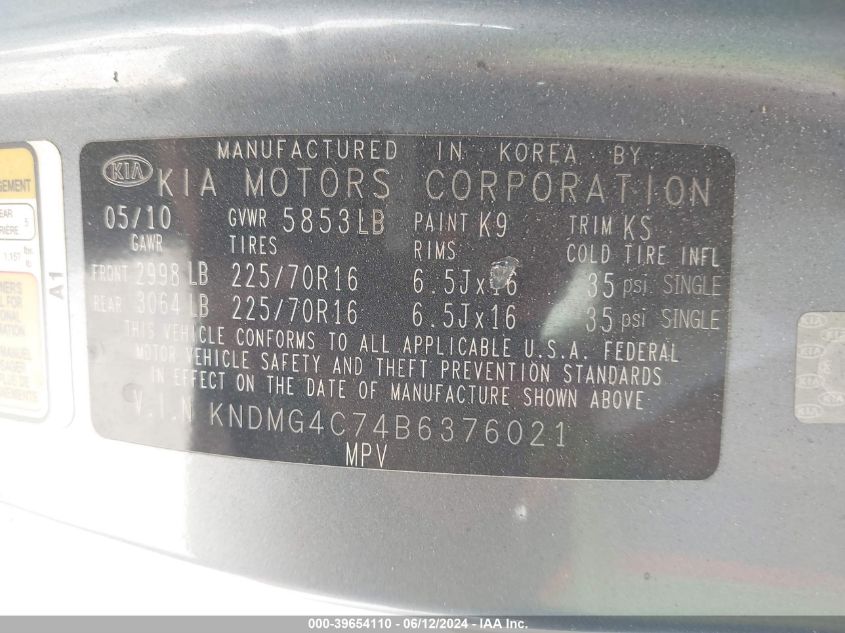 MANUFACTURED IN KOREA BY
KIA KIA MOTORS CORPORATION
05/10 GVWR 5853LB PAINT K9 TRIM KS
GAWR TIRES RIMS COLD TIRE INFL
FRONT 2998 LB 225/70R16 6.5Jx16 35 psi SINGLE
REAR 3064 LB 225/70R16 6.5Jx16 35 psi SINGLE
THIS VEHICLE CONFORMS TO ALL APPLICABLE U.S.A. FEDERAL
MOTOR VEHICLE SAFETY AND THEFT PREVENTION STANDARDS
IN EFFECT ON THE DATE OF MANUFACTURE SHOWN ABOVE.
V.I.N KNDMG4C74B6376021
MPV
A1
KIA
000-39654110 - 06/12/2024 - IAA, Inc.